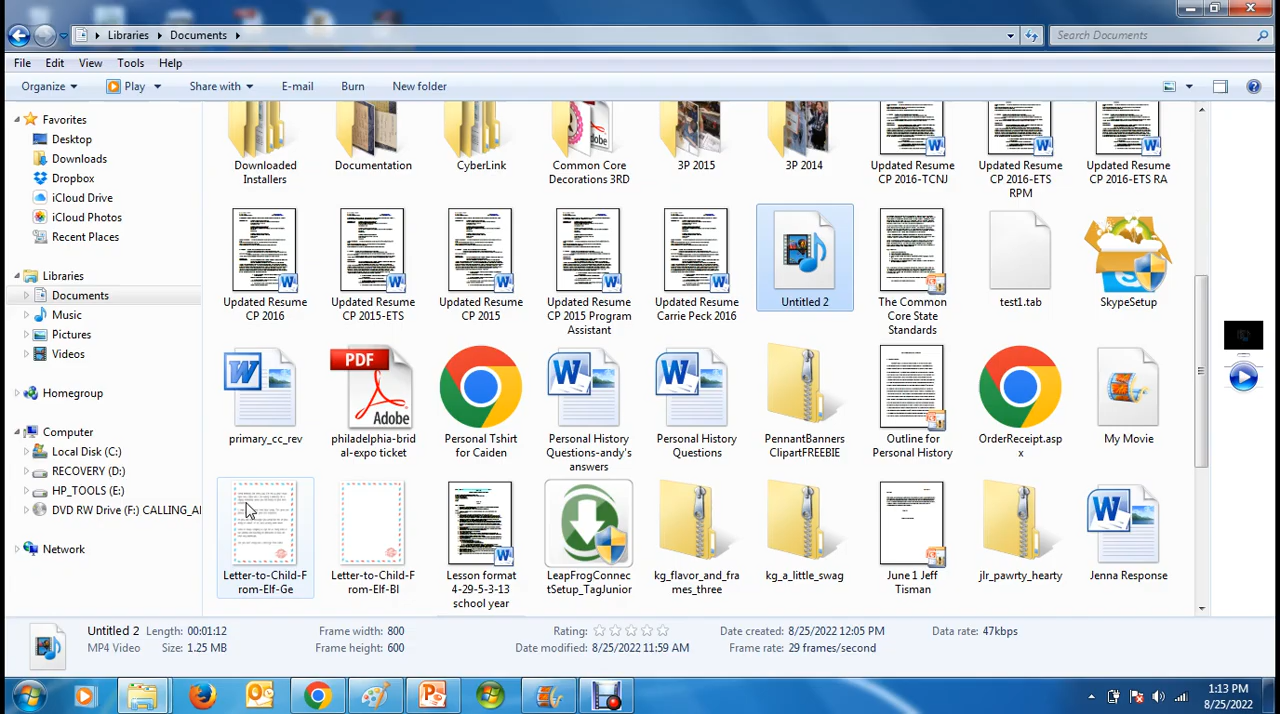 Libraries
Documents
Search Documents
File
Edit
View
Tools
Help
Organize
Play
Share with
E-mail
Burn
New folder
Favorites
Desktop
Downloads
Dropbox
iCloud Drive
iCloud Photos
Recent Places
Libraries
Documents
Music
Pictures
Videos
Homegroup
Computer
Local Disk (C:)
RECOVERY (D:)
HP_TOOLS (E:)
DVD RW Drive (F:) CALLING_A
Network
Downloaded
Installers
Documentation
CyberLink
Adobe
Common Core
Decorations 3RD
3P 2015
3P 2014
Updated Resume
CP 2016-TCNJ
Updated Resume
CP 2016-ETS
RPM
Updated Resume
CP 2016-ETS RA
Updated Resume
CP 2016
Updated Resume
CP 2015-ETS
Updated Resume
CP 2015
Updated Resume
CP 2015 Program
Assistant
Updated Resume
Carrie Peck 2016
Untitled 2
The Common
Core State
Standards
test1.tab
SkypeSetup
primary_cc_rev
PDF
Adobe
philadelphia-brid
al-expo ticket
Personal Tshirt
for Caiden
Personal History
Questions-andy's
answers
Personal History
Questions
PennantBanners
ClipartFREEBIE
Outline for
Personal History
OrderReceipt.asp
x
My Movie
Letter-to-Child-F
rom-Elf-Ge
Letter-to-Child-F
rom-Elf-Bl
Lesson format
4-29-5-3-13
school year
LeapFrogConne
ctSetup_TagJunior
kg_flavor_and_fra
mes_three
kg_a_little_swag
June 1 Jeff
Tisman
jlr_pawrty_hearty
Jenna Response
Untitled 2
MP4 Video
Length: 00:01:12
Size: 1.25 MB
Frame width: 800
Frame height: 600
Rating:
Date modified: 8/25/2022 11:59 AM
Date created: 8/25/2022 12:05 PM
Frame rate: 29 frames/second
Data rate: 47kbps
1:13 PM
8/25/2022